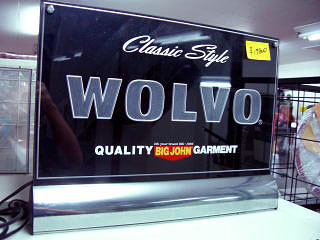 Classic Style
WOLVO
QUALITY BIG JOHN GARMENT